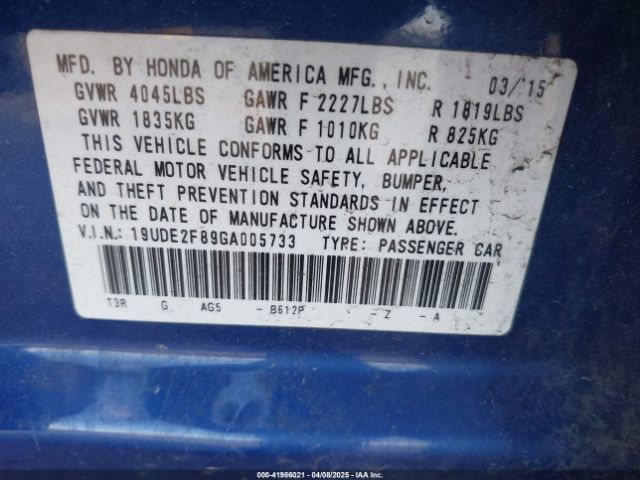 MFD. BY HONDA OF AMERICA MFG., INC. 03/'15
GVWR 4045LBS GAWR F 2227LBS R 1819LBS
GVWR 1835KG GAWR F 1010KG R 825KG
THIS VEHICLE CONFORMS TO ALL APPLICABLE
FEDERAL MOTOR VEHICLE SAFETY, BUMPER,
AND THEFT PREVENTION STANDARDS IN EFFECT
ON THE DATE OF MANUFACTURE SHOWN ABOVE.
V.I.N.: 19UDE2F89GA005733 TYPE: PASSENGER CAR
T3R G AG5 - B612P - Z - A
000-41986021 - 04/08/2025 - IAA Inc.